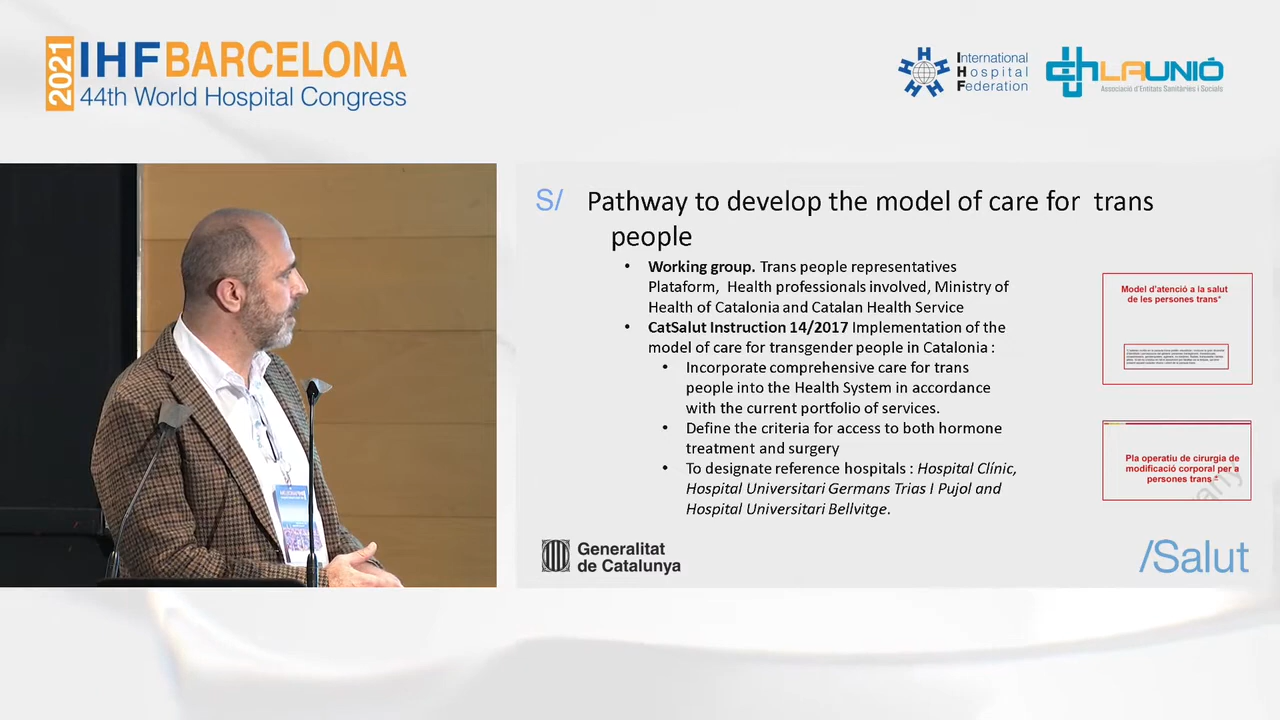 2021
IHF BARCELONA
44th World Hospital Congress
International
Hospital
Federation
LAUNIÓ
Associació d'Entitats Sanitàries i Socials
S/ Pathway to develop the model of care for trans
people
• Working group. Trans people representatives
Plataform, Health professionals involved, Ministry of
Health of Catalonia and Catalan Health Service
• CatSalut Instruction 14/2017 Implementation of the
model of care for transgender people in Catalonia :
• Incorporate comprehensive care for trans
people into the Health System in accordance
with the current portfolio of services.
• Define the criteria for access to both hormone
treatment and surgery
• To designate reference hospitals : Hospital Clínic,
Hospital Universitari Germans Trias I Pujol and
Hospital Universitari Bellvitge.
Model d'atenció a la salut
de les persones trans*
Pla operatiu de cirurgia de
modificació corporal per a
persones trans *
Generalitat
de Catalunya
/Salut